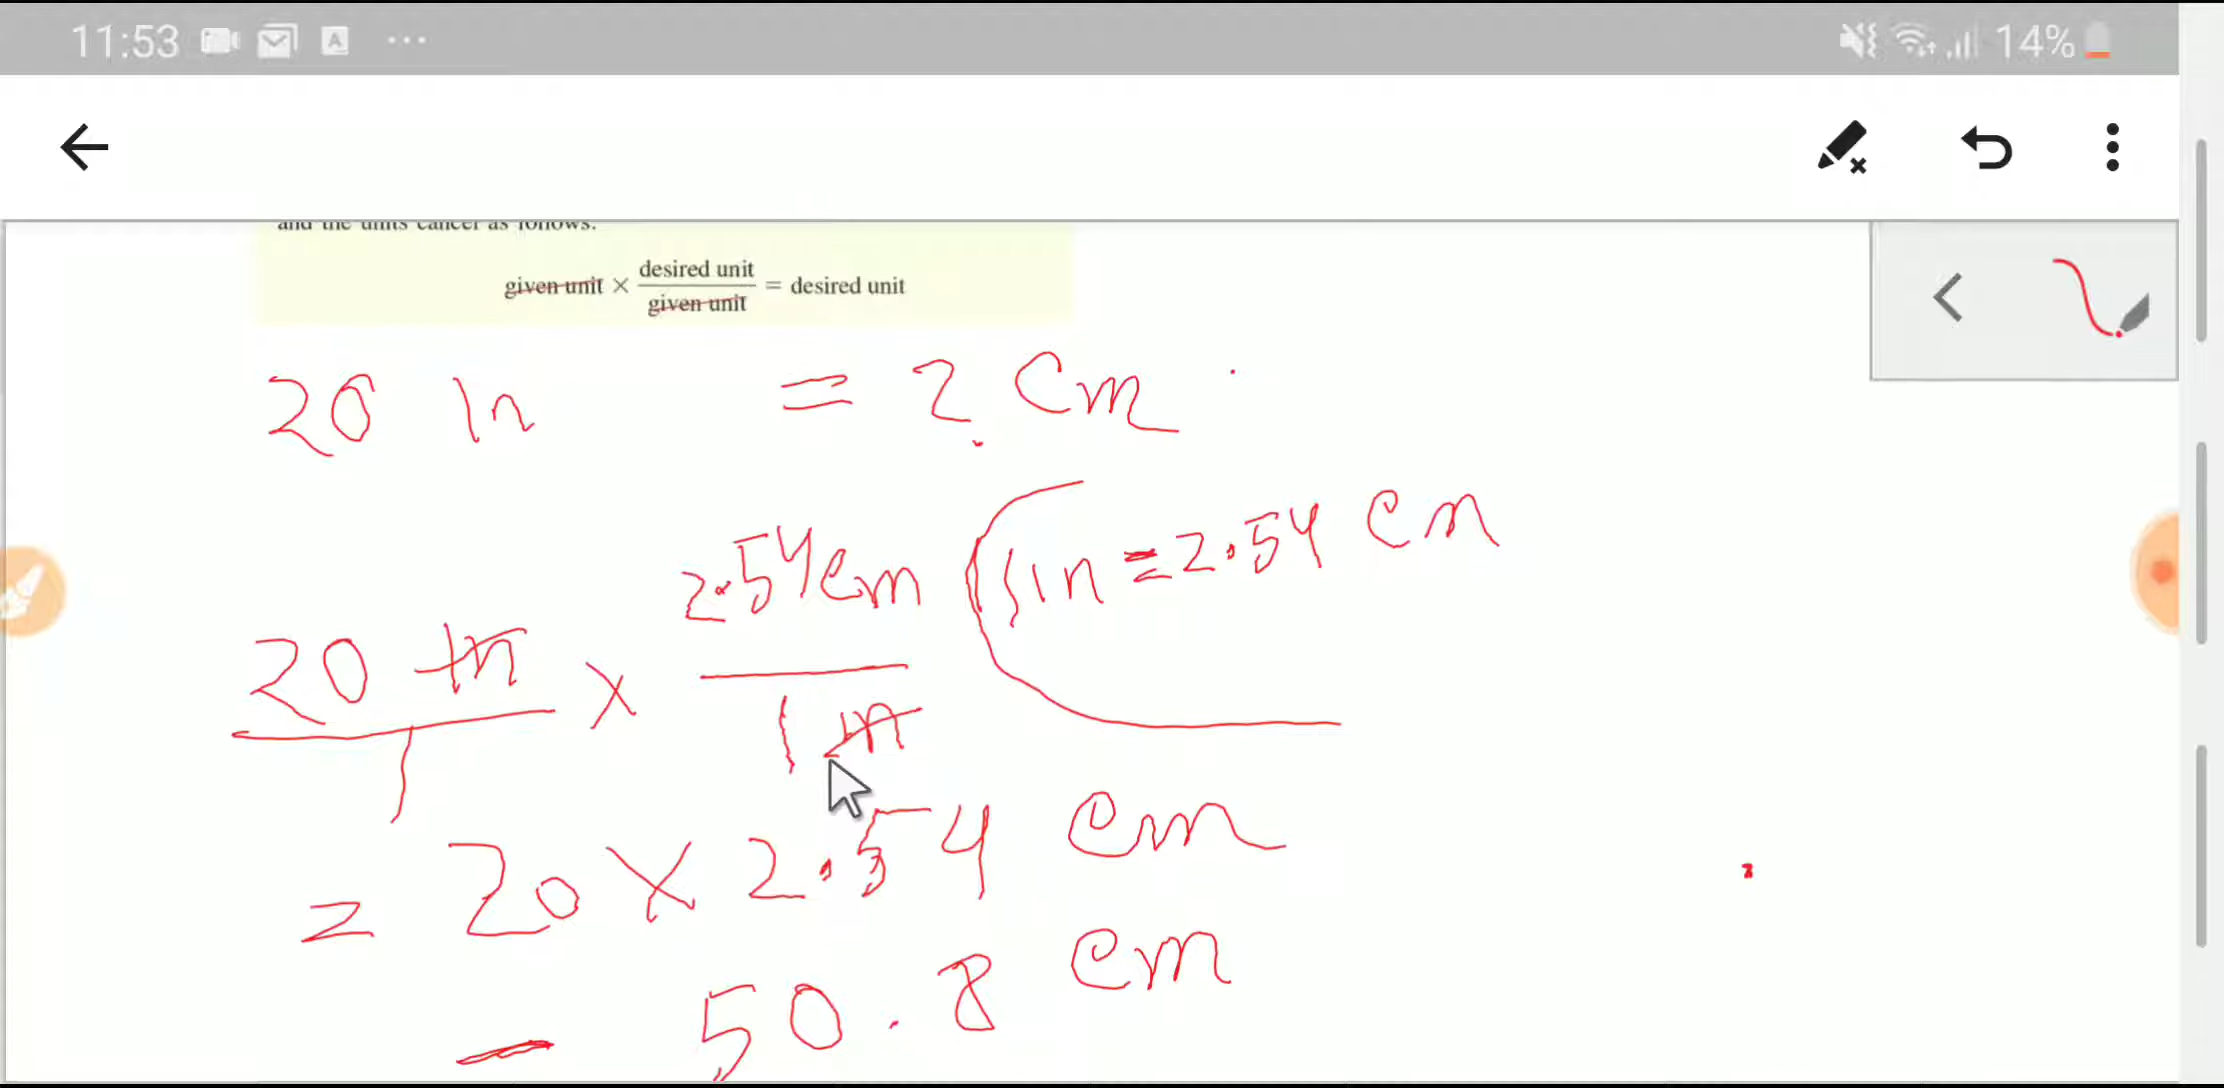 11:53 A ... 14%
and the units cancel as follows.
given unit × desired unit / given unit = desired unit
20 in = ? cm
2.54 cm (1 in = 2.54 cm
20 in / 1 × 2.54 cm / 1 in
= 20 × 2.54 cm
= 50.8 cm